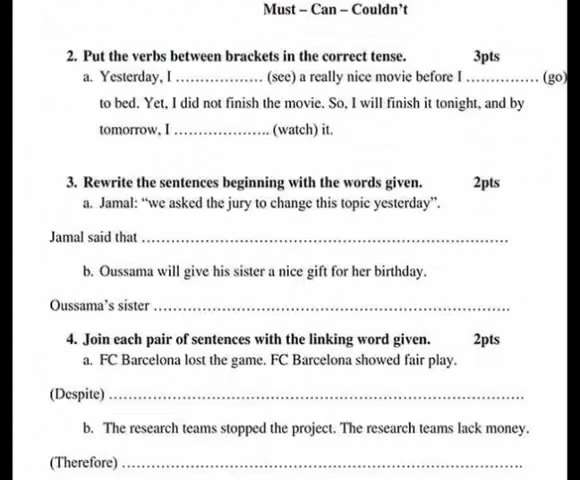 Must – Can – Couldn't
2. Put the verbs between brackets in the correct tense. 3pts
a. Yesterday, I ................. (see) a really nice movie before I .............. (go)
to bed. Yet, I did not finish the movie. So, I will finish it tonight, and by
tomorrow, I ................... (watch) it.
3. Rewrite the sentences beginning with the words given. 2pts
a. Jamal: “we asked the jury to change this topic yesterday”.
Jamal said that ...........................................................................
b. Oussama will give his sister a nice gift for her birthday.
Oussama's sister .........................................................................
4. Join each pair of sentences with the linking word given. 2pts
a. FC Barcelona lost the game. FC Barcelona showed fair play.
(Despite) ....................................................................................
b. The research teams stopped the project. The research teams lack money.
(Therefore) .................................................................................